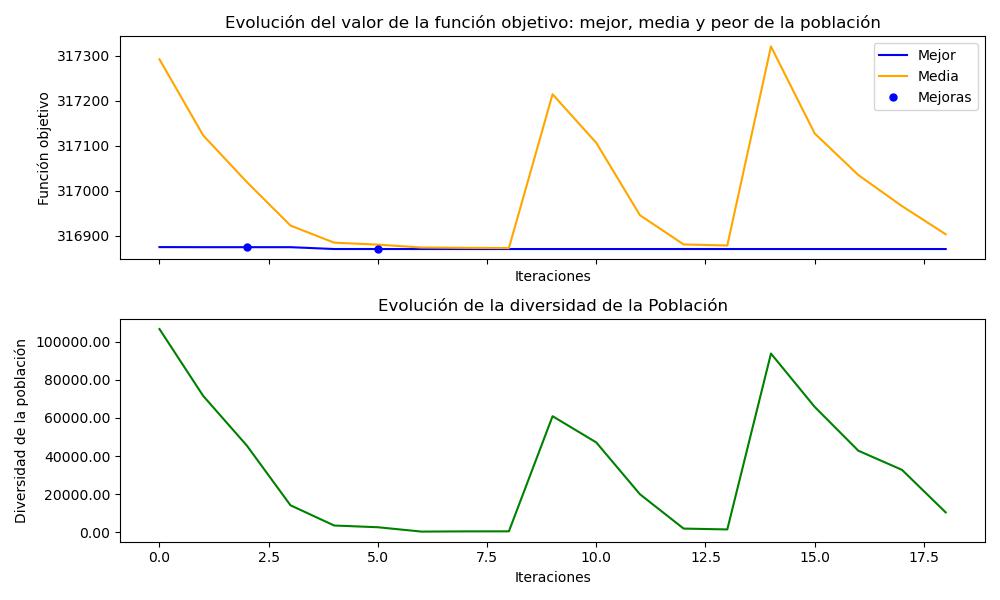 Evolución del valor de la función objetivo: mejor, media y peor de la población
Función objetivo
317300
317200
317100
317000
316900
Mejor
Media
Mejoras
Iteraciones
Evolución de la diversidad de la Población
Diversidad de la población
100000.00
80000.00
60000.00
40000.00
20000.00
0.00
0.0 2.5 5.0 7.5 10.0 12.5 15.0 17.5
Iteraciones